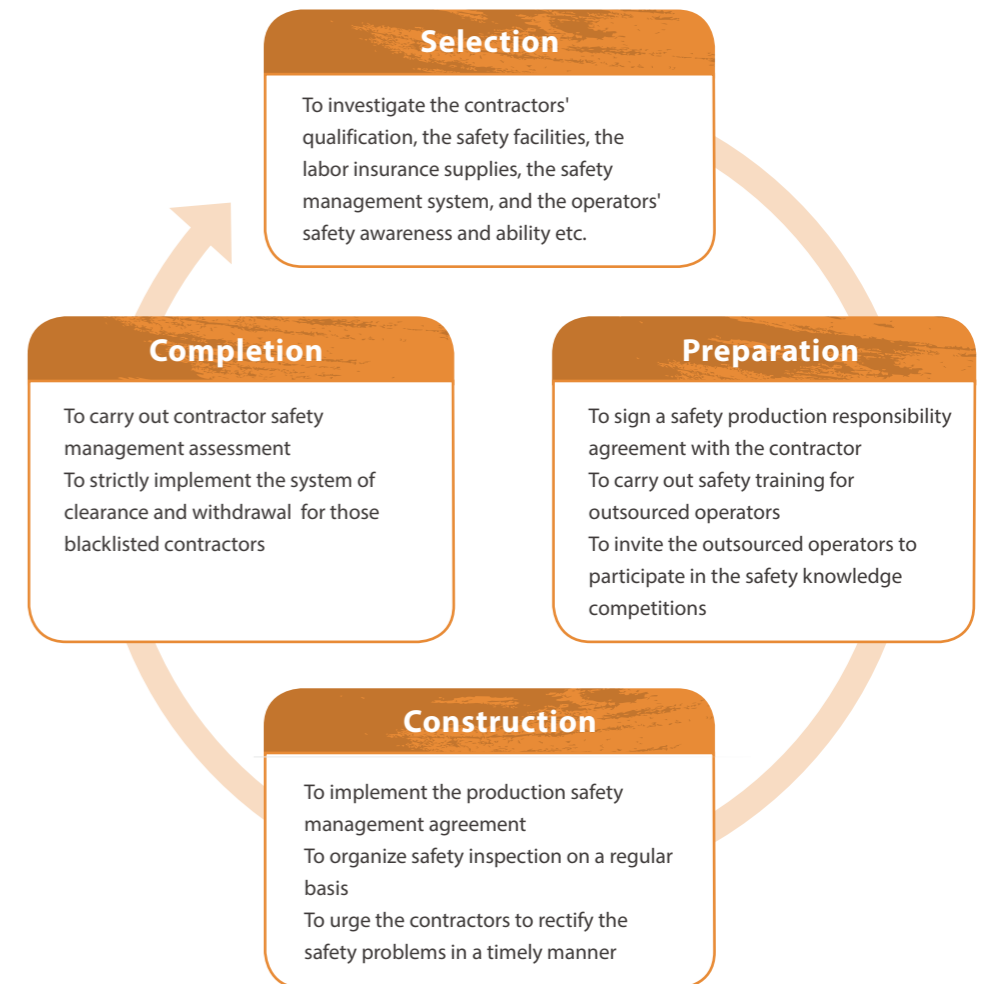 Selection
To investigate the contractors'
qualification, the safety facilities, the
labor insurance supplies, the safety
management system, and the operators'
safety awareness and ability etc.
Preparation
To sign a safety production responsibility
agreement with the contractor
To carry out safety training for
outsourced operators
To invite the outsourced operators to
participate in the safety knowledge
competitions
Construction
To implement the production safety
management agreement
To organize safety inspection on a regular
basis
To urge the contractors to rectify the
safety problems in a timely manner
Completion
To carry out contractor safety
management assessment
To strictly implement the system of
clearance and withdrawal  for those
blacklisted contractors